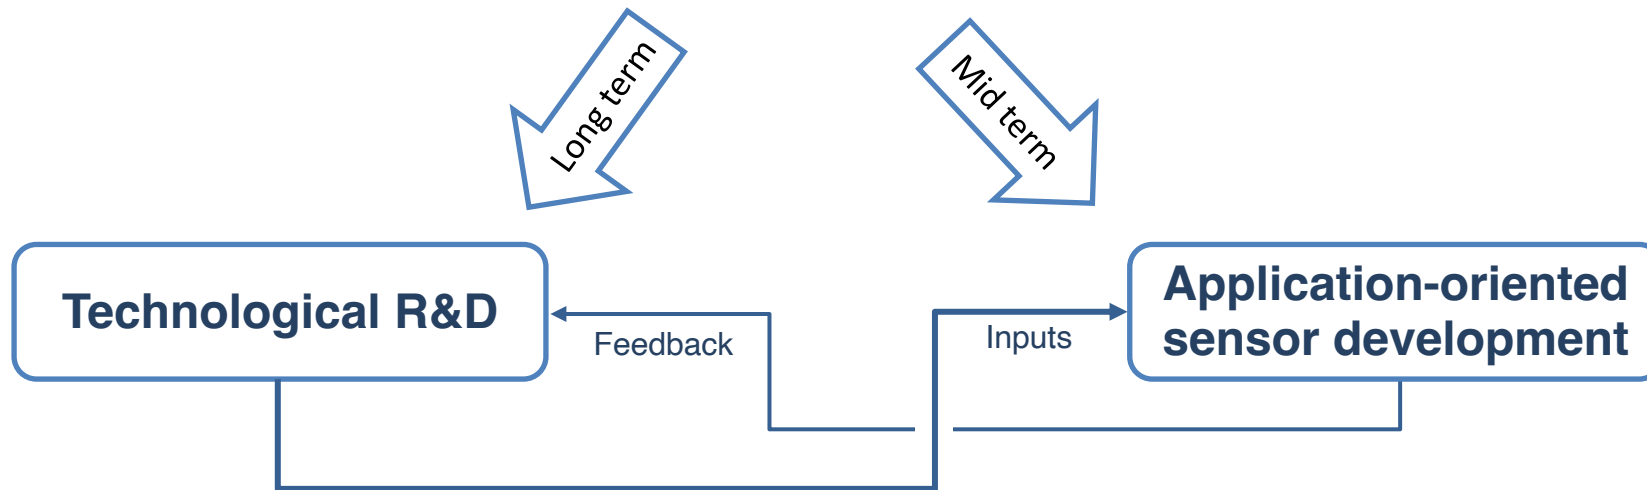 Long term
Mid term
Technological R&D
Feedback
Inputs
Application-oriented
sensor development